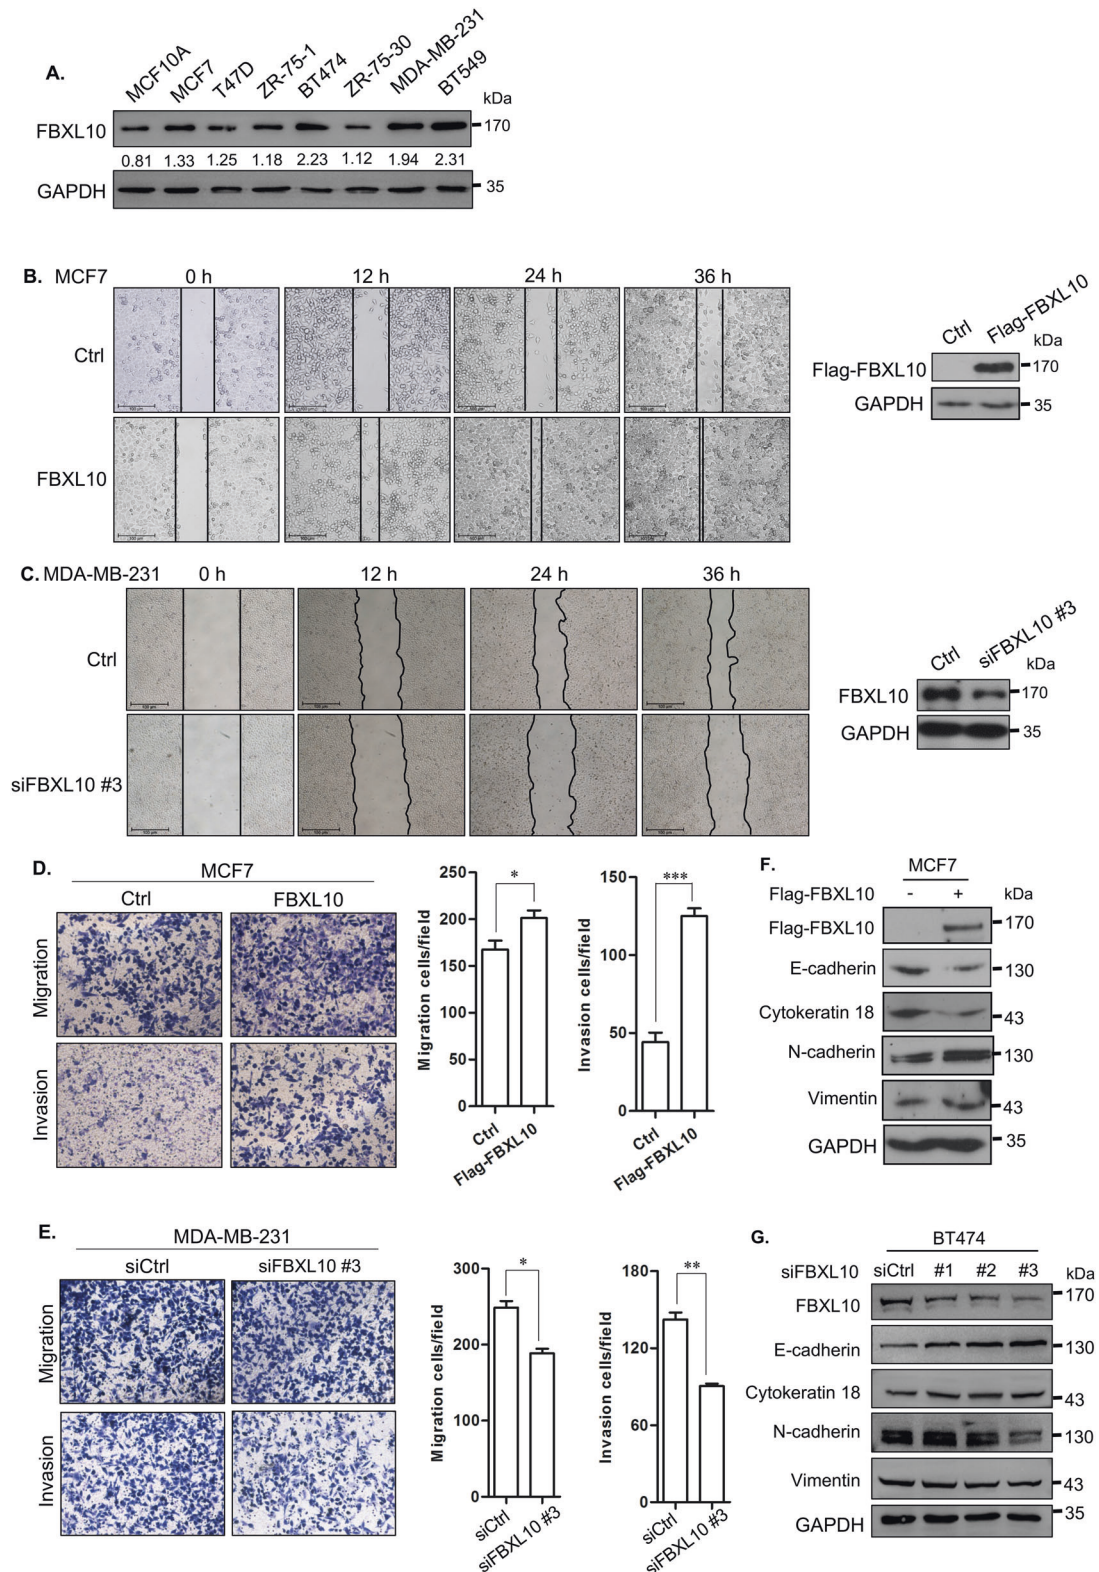 A.
MCF10A MCF7 T47D ZR-75-1 BT474 ZR-75-30 MDA-MB-231 BT549
kDa
FBXL10 170
0.81 1.33 1.25 1.18 2.23 1.12 1.94 2.31
GAPDH 35
B. MCF7 0 h 12 h 24 h 36 h
Ctrl
FBXL10
Ctrl Flag-FBXL10
kDa
Flag-FBXL10 170
GAPDH 35
C. MDA-MB-231 0 h 12 h 24 h 36 h
Ctrl
siFBXL10 #3
Ctrl siFBXL10 #3
kDa
FBXL10 170
GAPDH 35
D.
MCF7
Ctrl FBXL10
Migration
Invasion
Migration cells/field
250
200
150
100
50
0
*
Ctrl
Flag-FBXL10
Invasion cells/field
150
100
50
0
***
Ctrl
Flag-FBXL10
F.
MCF7
Flag-FBXL10 - + kDa
Flag-FBXL10 170
E-cadherin 130
Cytokeratin 18 43
N-cadherin 130
Vimentin 43
GAPDH 35
E.
MDA-MB-231
siCtrl siFBXL10 #3
Migration
Invasion
Migration cells/field
300
200
100
0
*
siCtrl
siFBXL10 #3
Invasion cells/field
180
120
60
0
**
siCtrl
siFBXL10 #3
G.
BT474
siFBXL10 siCtrl #1 #2 #3 kDa
FBXL10 170
E-cadherin 130
Cytokeratin 18 43
N-cadherin 130
Vimentin 43
GAPDH 35